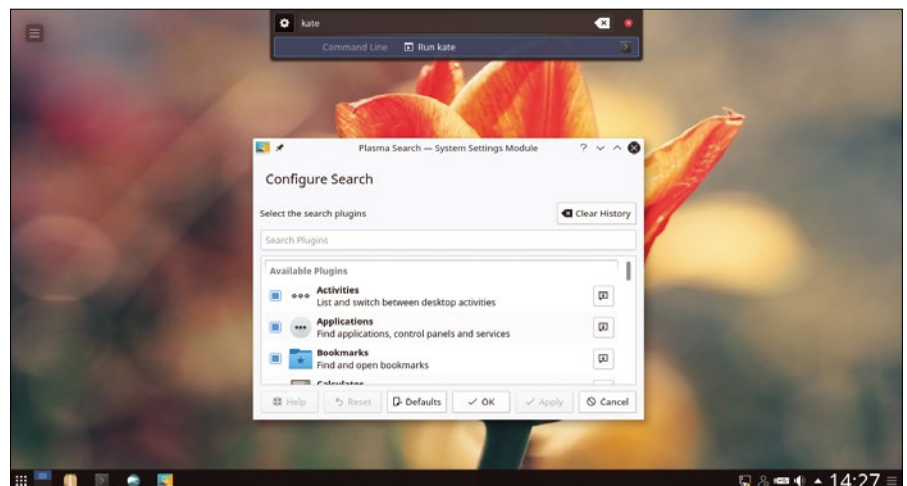 kate
Command Line Run kate
Plasma Search — System Settings Module
Configure Search
Select the search plugins
Clear History
Search Plugins
Available Plugins
Activities
List and switch between desktop activities
Applications
Find applications, control panels and services
Bookmarks
Find and open bookmarks
Calculator
Help Reset Defaults OK Apply Cancel
14:27